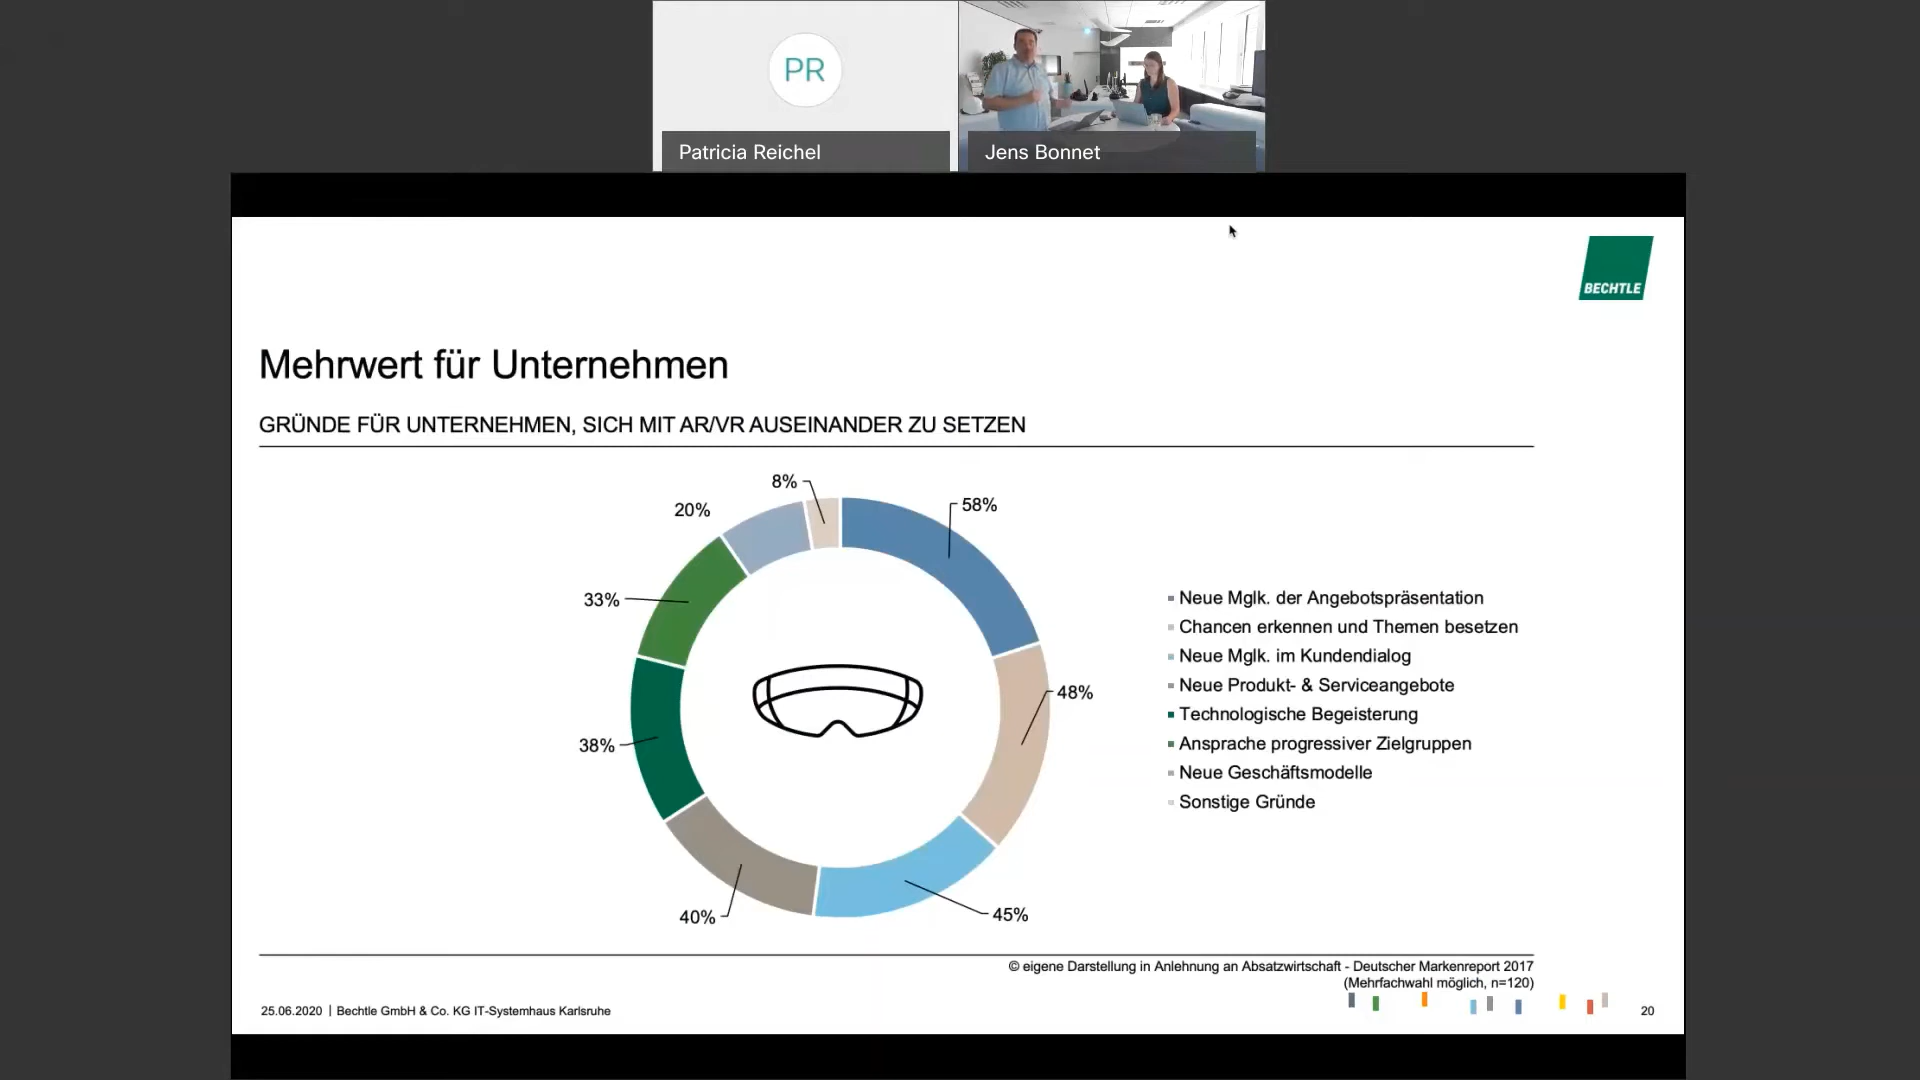 PR
Patricia Reichel
Jens Bonnet
BECHTLE
Mehrwert für Unternehmen
GRÜNDE FÜR UNTERNEHMEN, SICH MIT AR/VR AUSEINANDER ZU SETZEN
8%
58%
20%
33%
48%
38%
40%
45%
Neue Mglk. der Angebotspräsentation
Chancen erkennen und Themen besetzen
Neue Mglk. im Kundendialog
Neue Produkt- & Serviceangebote
Technologische Begeisterung
Ansprache progressiver Zielgruppen
Neue Geschäftsmodelle
Sonstige Gründe
© eigene Darstellung in Anlehnung an Absatzwirtschaft - Deutscher Markenreport 2017
(Mehrfachwahl möglich, n=120)
25.06.2020 | Bechtle GmbH & Co. KG IT-Systemhaus Karlsruhe
20